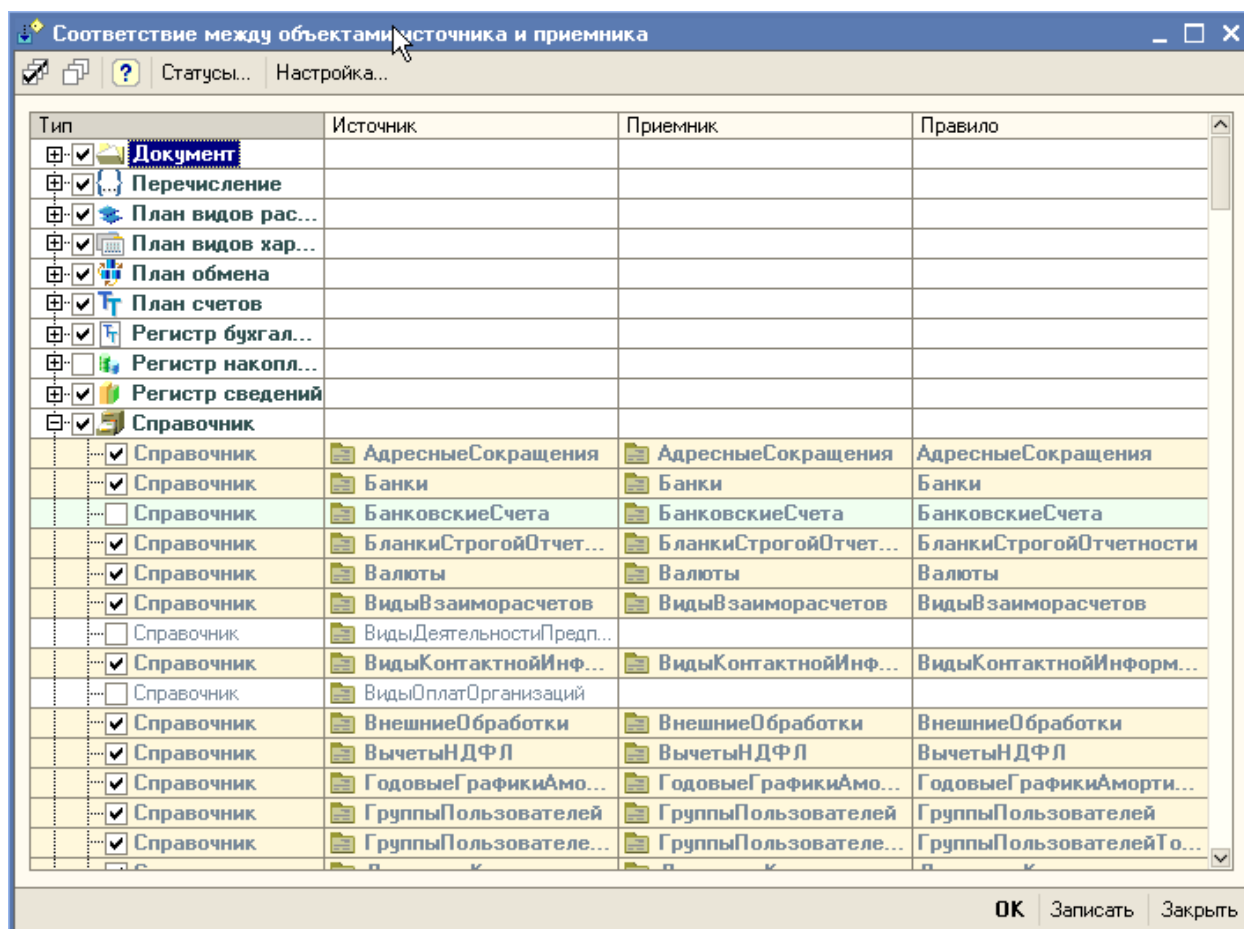 Соответствие между объектами источника и приемника
? Статусы... Настройка...
Тип Источник Приемник Правило
Документ
{...} Перечисление
План видов рас...
План видов хар...
План обмена
План счетов
Регистр бухгал...
Регистр накопл...
Регистр сведений
Справочник
Справочник АдресныеСокращения АдресныеСокращения АдресныеСокращения
Справочник Банки Банки Банки
Справочник БанковскиеСчета БанковскиеСчета БанковскиеСчета
Справочник БланкиСтрогойОтчет... БланкиСтрогойОтчет... БланкиСтрогойОтчетности
Справочник Валюты Валюты Валюты
Справочник ВидыВзаиморасчетов ВидыВзаиморасчетов ВидыВзаиморасчетов
Справочник ВидыДеятельностиПредп...
Справочник ВидыКонтактнойИнф... ВидыКонтактнойИнф... ВидыКонтактнойИнформ...
Справочник ВидыОплатОрганизаций
Справочник ВнешниеОбработки ВнешниеОбработки ВнешниеОбработки
Справочник ВычетыНДФЛ ВычетыНДФЛ ВычетыНДФЛ
Справочник ГодовыеГрафикиАмо... ГодовыеГрафикиАмо... ГодовыеГрафикиАморти...
Справочник ГруппыПользователей ГруппыПользователей ГруппыПользователей
Справочник ГруппыПользователе... ГруппыПользователе... ГруппыПользователейТо...
OK Записать Закрыть